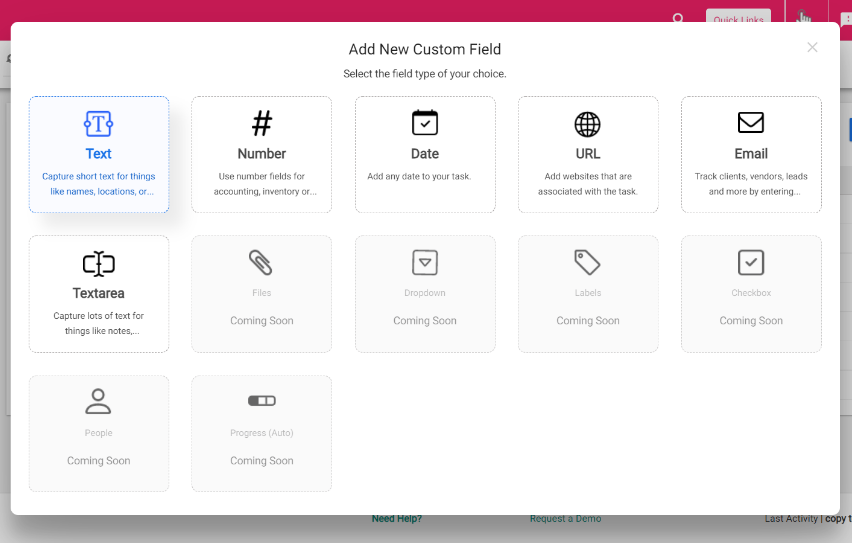 Quick Links
Add New Custom Field
Select the field type of your choice.
Text
Capture short text for things
like names, locations, or...
Number
Use number fields for
accounting, inventory or...
Date
Add any date to your task.
URL
Add websites that are
associated with the task.
Email
Track clients, vendors, leads
and more by entering...
Textarea
Capture lots of text for
things like notes,...
Files
Coming Soon
Dropdown
Coming Soon
Labels
Coming Soon
Checkbox
Coming Soon
People
Coming Soon
Progress (Auto)
Coming Soon
Need Help?
Request a Demo
Last Activity | copy t